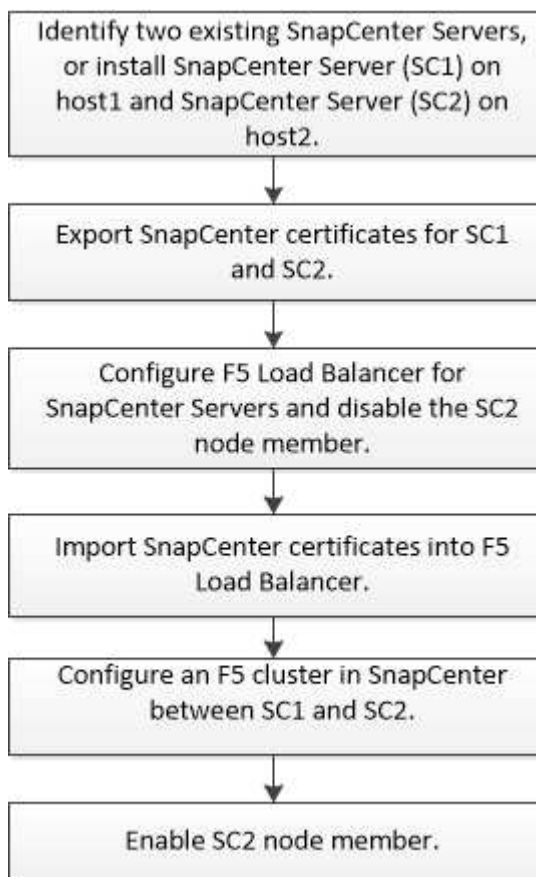 Identify two existing SnapCenter Servers,
or install SnapCenter Server (SC1) on
host1 and SnapCenter Server (SC2) on
host2.
Export SnapCenter certificates for SC1
and SC2.
Configure F5 Load Balancer for
SnapCenter Servers and disable the SC2
node member.
Import SnapCenter certificates into F5
Load Balancer.
Configure an F5 cluster in SnapCenter
between SC1 and SC2.
Enable SC2 node member.